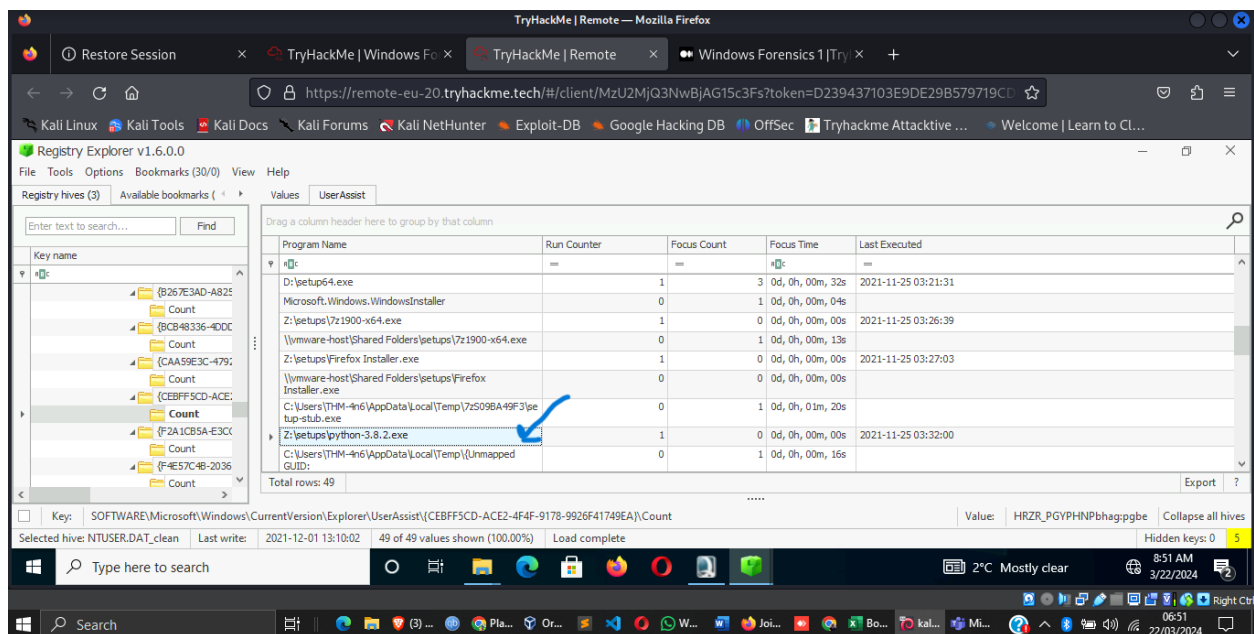 TryHackMe | Remote — Mozilla Firefox
Restore Session
TryHackMe | Windows Fo
TryHackMe | Remote
Windows Forensics 1 |Try
https://remote-eu-20.tryhackme.tech/#/client/MzU2MjQ3NwBjAG15c3Fs?token=D239437103E9DE29B579719CD
Kali Linux Kali Tools Kali Docs Kali Forums Kali NetHunter Exploit-DB Google Hacking DB OffSec Tryhackme Attacktive ... Welcome | Learn to Cl...
Registry Explorer v1.6.0.0
File Tools Options Bookmarks (30/0) View Help
Registry hives (3) Available bookmarks (
Values UserAssist
Enter text to search... Find
Drag a column header here to group by that column
Key name
Program Name Run Counter Focus Count Focus Time Last Executed
= = =
{B267E3AD-A825
Count
{BCB48336-4DDD
Count
{CAA59E3C-4792
Count
{CEBFF5CD-ACE2
Count
{F2A1CB5A-E3CC
Count
{F4E57C4B-2036
Count
D:\setup64.exe 1 3 0d, 0h, 00m, 32s 2021-11-25 03:21:31
Microsoft.Windows.WindowsInstaller 0 1 0d, 0h, 00m, 04s
Z:\setups\7z1900-x64.exe 1 0 0d, 0h, 00m, 00s 2021-11-25 03:26:39
\\vmware-host\Shared Folders\setups\7z1900-x64.exe 0 1 0d, 0h, 00m, 13s
Z:\setups\Firefox Installer.exe 1 0 0d, 0h, 00m, 00s 2021-11-25 03:27:03
\\vmware-host\Shared Folders\setups\Firefox
Installer.exe 0 0 0d, 0h, 00m, 00s
C:\Users\THM-4n6\AppData\Local\Temp\7zS09BA49F3\se
tup-stub.exe 0 1 0d, 0h, 01m, 20s
Z:\setups\python-3.8.2.exe 1 0 0d, 0h, 00m, 00s 2021-11-25 03:32:00
C:\Users\THM-4n6\AppData\Local\Temp\{Unmapped
GUID: 0 1 0d, 0h, 00m, 16s
Total rows: 49 Export ?
Key: SOFTWARE\Microsoft\Windows\CurrentVersion\Explorer\UserAssist\{CEBFF5CD-ACE2-4F4F-9178-9926F41749EA}\Count Value: HRZR_PGYPHNPbhag:pgbe Collapse all hives
Selected hive: NTUSER.DAT_clean Last write: 2021-12-01 13:10:02 49 of 49 values shown (100.00%) Load complete Hidden keys: 0 5
Type here to search 2°C Mostly clear 8:51 AM
3/22/2024 2
Right Ctrl
Search (3) ... Pla... Or... W... Joi... Bo... kal... Mi... 06:51
22/03/2024